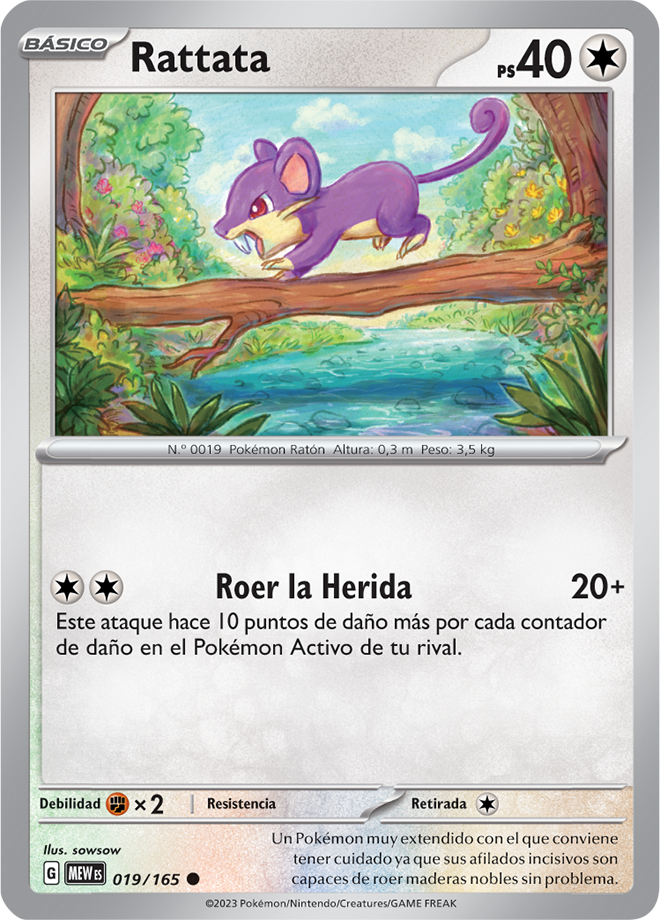 BÁSICO
Rattata
PS40
N.º 0019 Pokémon Ratón Altura: 0,3 m Peso: 3,5 kg
Roer la Herida 20+
Este ataque hace 10 puntos de daño más por cada contador
de daño en el Pokémon Activo de tu rival.
Debilidad ×2 Resistencia Retirada
Ilus. sowsow
G MEW ES 019/165
Un Pokémon muy extendido con el que conviene
tener cuidado ya que sus afilados incisivos son
capaces de roer maderas nobles sin problema.
©2023 Pokémon/Nintendo/Creatures/GAME FREAK